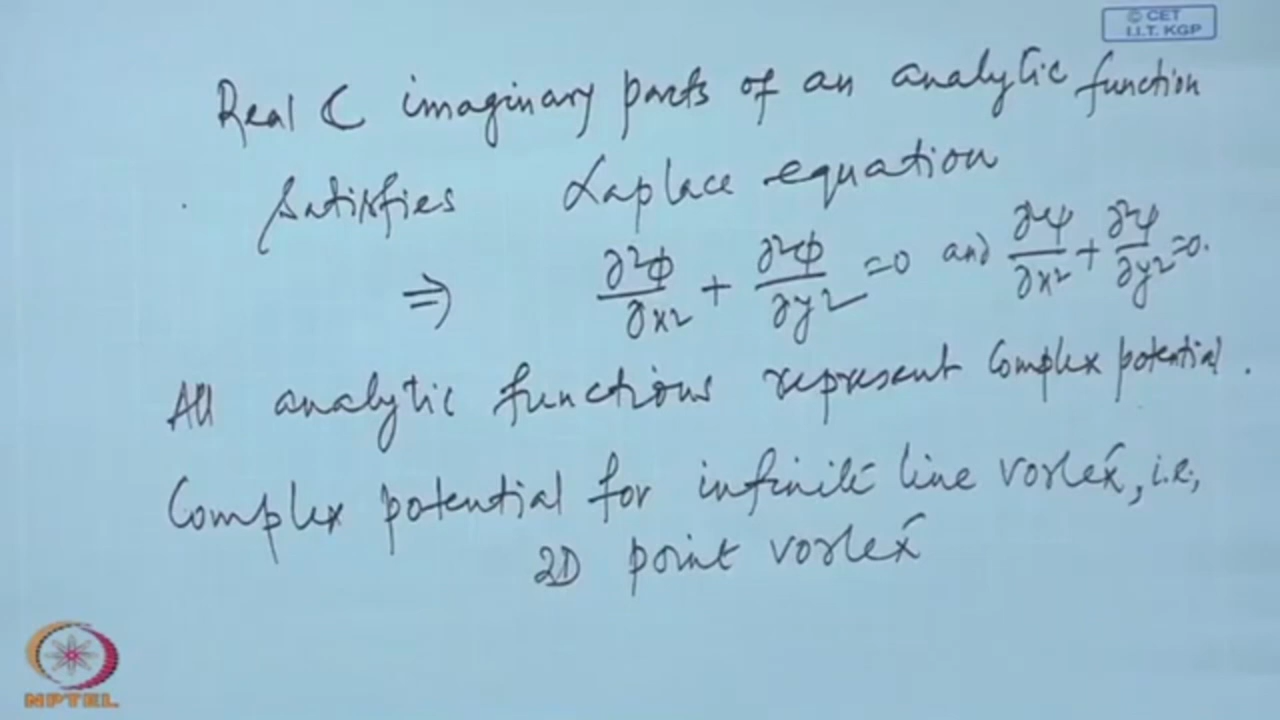 © CET
I.I.T. KGP
Real & imaginary parts of an analytic function
satisfies Laplace equation
⇒ ∂²φ/∂x² + ∂²φ/∂y² =0 and ∂²ψ/∂x² + ∂²ψ/∂y² =0.
All analytic functions represent Complex potential.
Complex potential for infinite line vortex, i.e,
2D point vortex
NPTEL